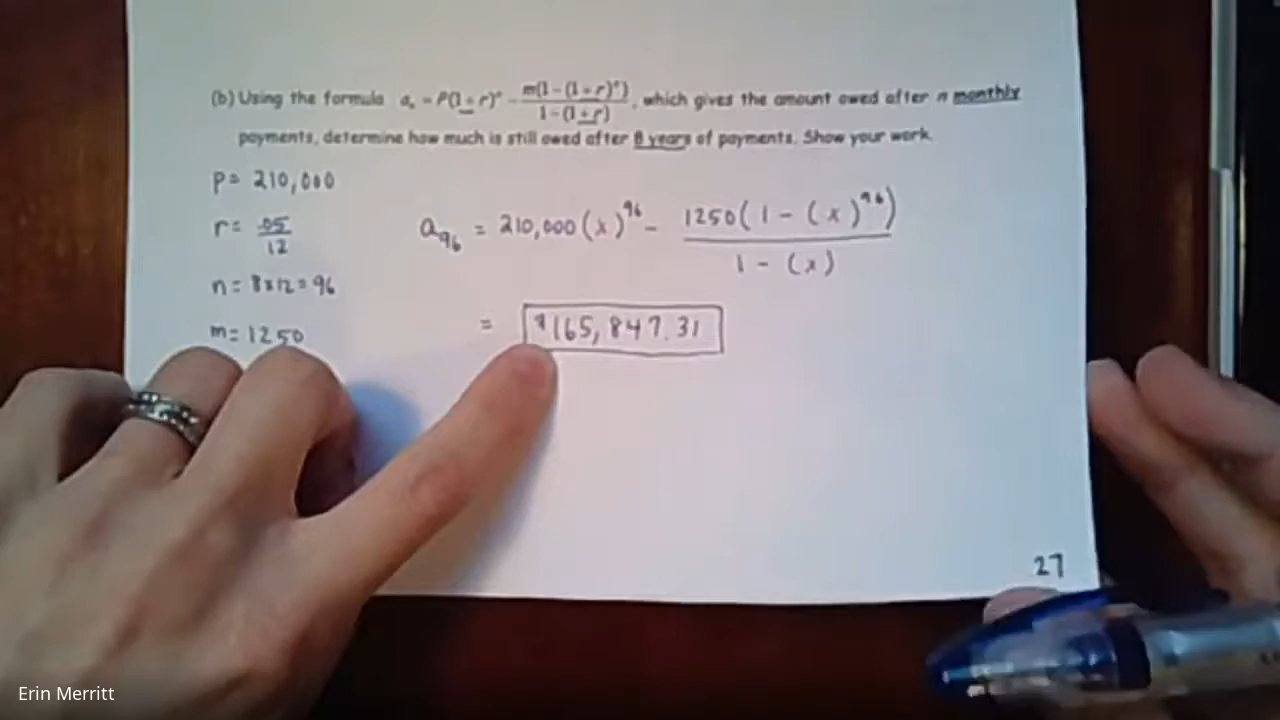 (b) Using the formula aₙ = P(1+r)ⁿ - m(1-(1+r)ⁿ) / 1-(1+r), which gives the amount owed after n monthly
payments, determine how much is still owed after 8 years of payments. Show your work.
P= 210,000
r= .05/12
n= 8x12=96
m= 1250
a₉₆ = 210,000(x)⁹⁶ - 1250(1-(x)⁹⁶) / 1-(x)
= $165,847.31
27
Erin Merritt